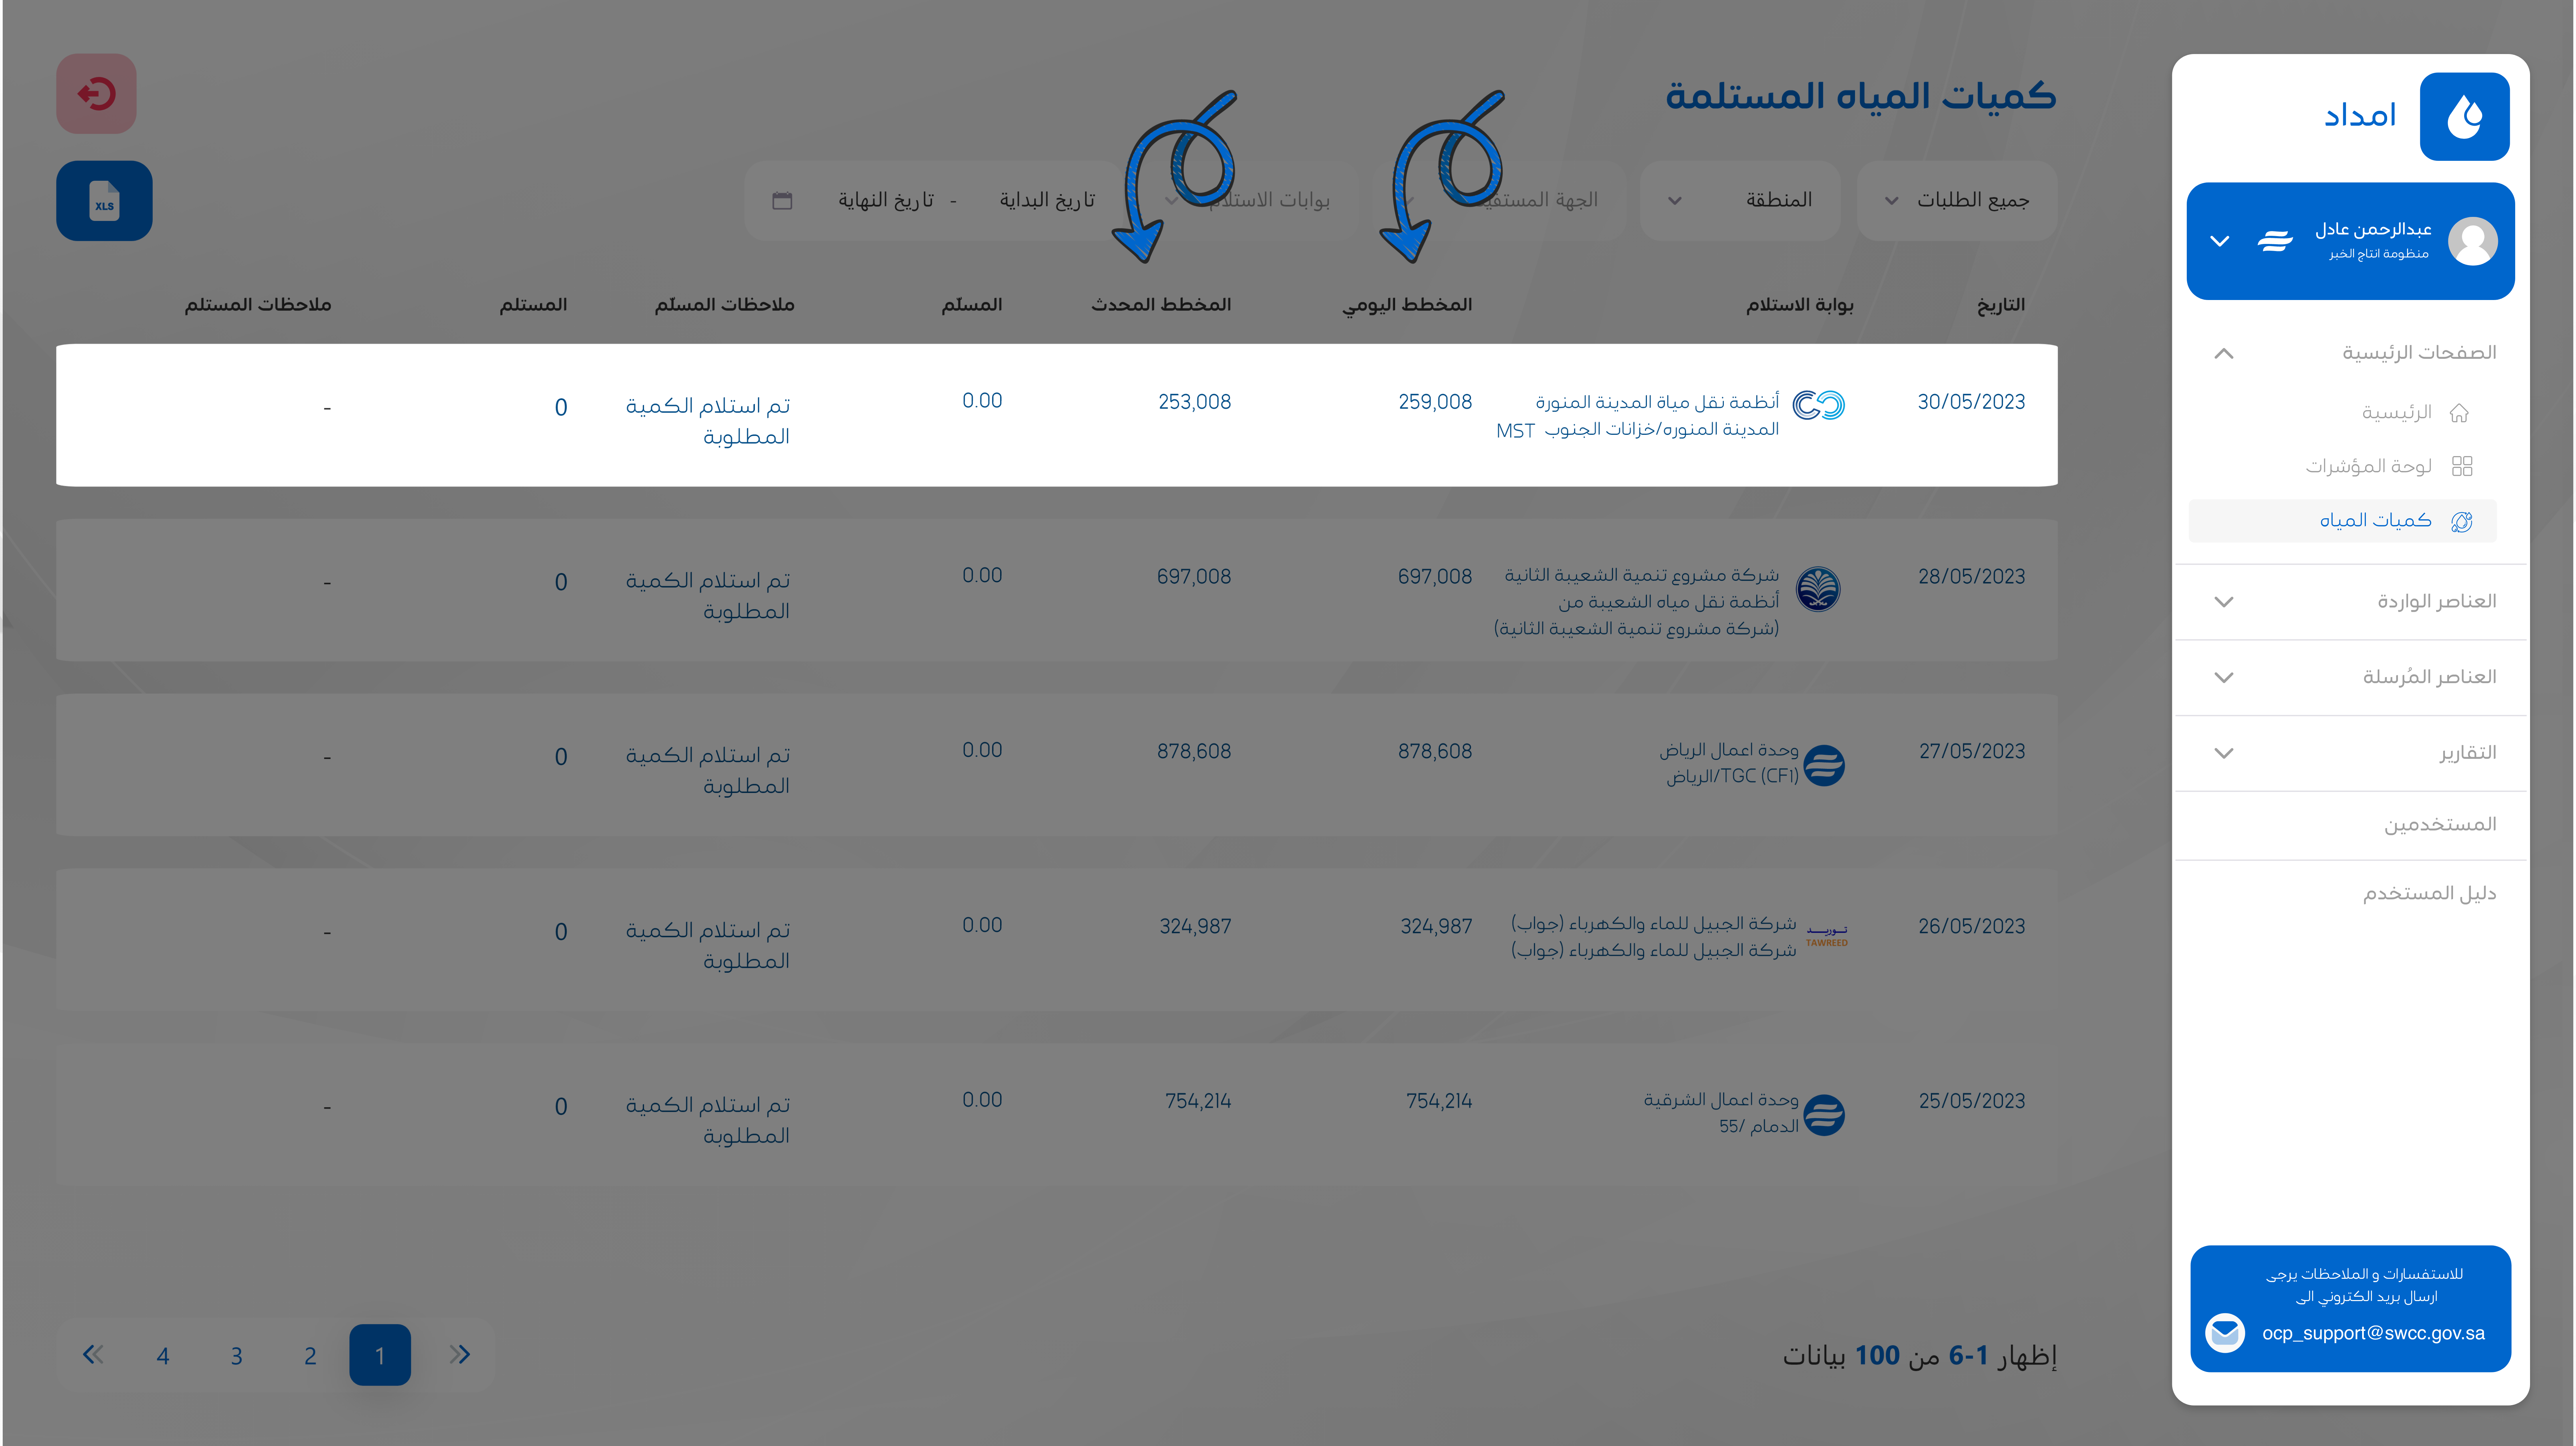 امداد
عبدالرحمن عادل
منظومة انتاج الخبر
الصفحات الرئيسية
الرئيسية
لوحة المؤشرات
كميات المياه
العناصر الواردة
العناصر المُرسلة
التقارير
المستخدمين
دليل المستخدم
للاستفسارات و الملاحظات يرجى
ارسال بريد الكتروني الى
ocp_support@swcc.gov.sa
كميات المياه المستلمة
جميع الطلبات المنطقة الجهة بوابات الاستلام تاريخ البداية - تاريخ النهاية
XLS
التاريخ بوابة الاستلام المخطط اليومي المخطط المحدث المسلّم ملاحظات المسلّم المستلم ملاحظات المستلم
30/05/2023 أنظمة نقل مياة المدينة المنورة 259,008 253,008 0.00 تم استلام الكمية 0 -
المدينة المنوره/خزانات الجنوب MST المطلوبة
28/05/2023 شركة مشروع تنمية الشعيبة الثانية 697,008 697,008 0.00 تم استلام الكمية 0 -
أنظمة نقل مياه الشعيبة من المطلوبة
(شركة مشروع تنمية الشعيبة الثانية)
27/05/2023 وحدة اعمال الرياض 878,608 878,608 0.00 تم استلام الكمية 0 -
الرياض/TGC (CF1) المطلوبة
26/05/2023 توريد TAWREED شركة الجبيل للماء والكهرباء (جواب) 324,987 324,987 0.00 تم استلام الكمية 0 -
شركة الجبيل للماء والكهرباء (جواب) المطلوبة
25/05/2023 وحدة اعمال الشرقية 754,214 754,214 0.00 تم استلام الكمية 0 -
الدمام /55 المطلوبة
إظهار 1-6 من 100 بيانات
1 2 3 4